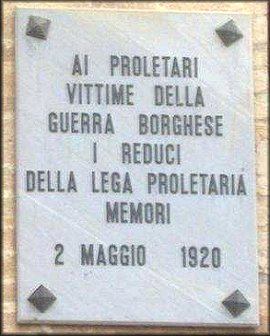 AI PROLETARI
VITTIME DELLA
GUERRA BORGHESE
I REDUCI
DELLA LEGA PROLETARIA
MEMORI
2 MAGGIO 1920